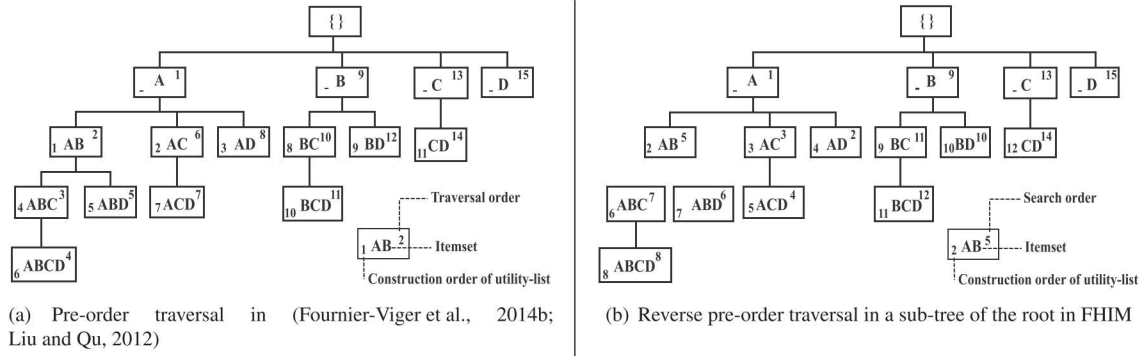 {}
- A 1
- B 9
- C 13
- D 15
1 AB 2
2 AC 6
3 AD 8
8 BC 10
9 BD 12
11 CD 14
4 ABC 3
5 ABD 5
7 ACD 7
10 BCD 11
6 ABCD 4
Traversal order
1 AB 2
Itemset
Construction order of utility-list
(a) Pre-order traversal in (Fournier-Viger et al., 2014b;
Liu and Qu, 2012)
{}
- A 1
- B 9
- C 13
- D 15
2 AB 5
3 AC 3
4 AD 2
9 BC 11
10 BD 10
12 CD 14
6 ABC 7
7 ABD 6
5 ACD 4
11 BCD 12
8 ABCD 8
Search order
2 AB 5
Itemset
Construction order of utility-list
(b) Reverse pre-order traversal in a sub-tree of the root in FHIM